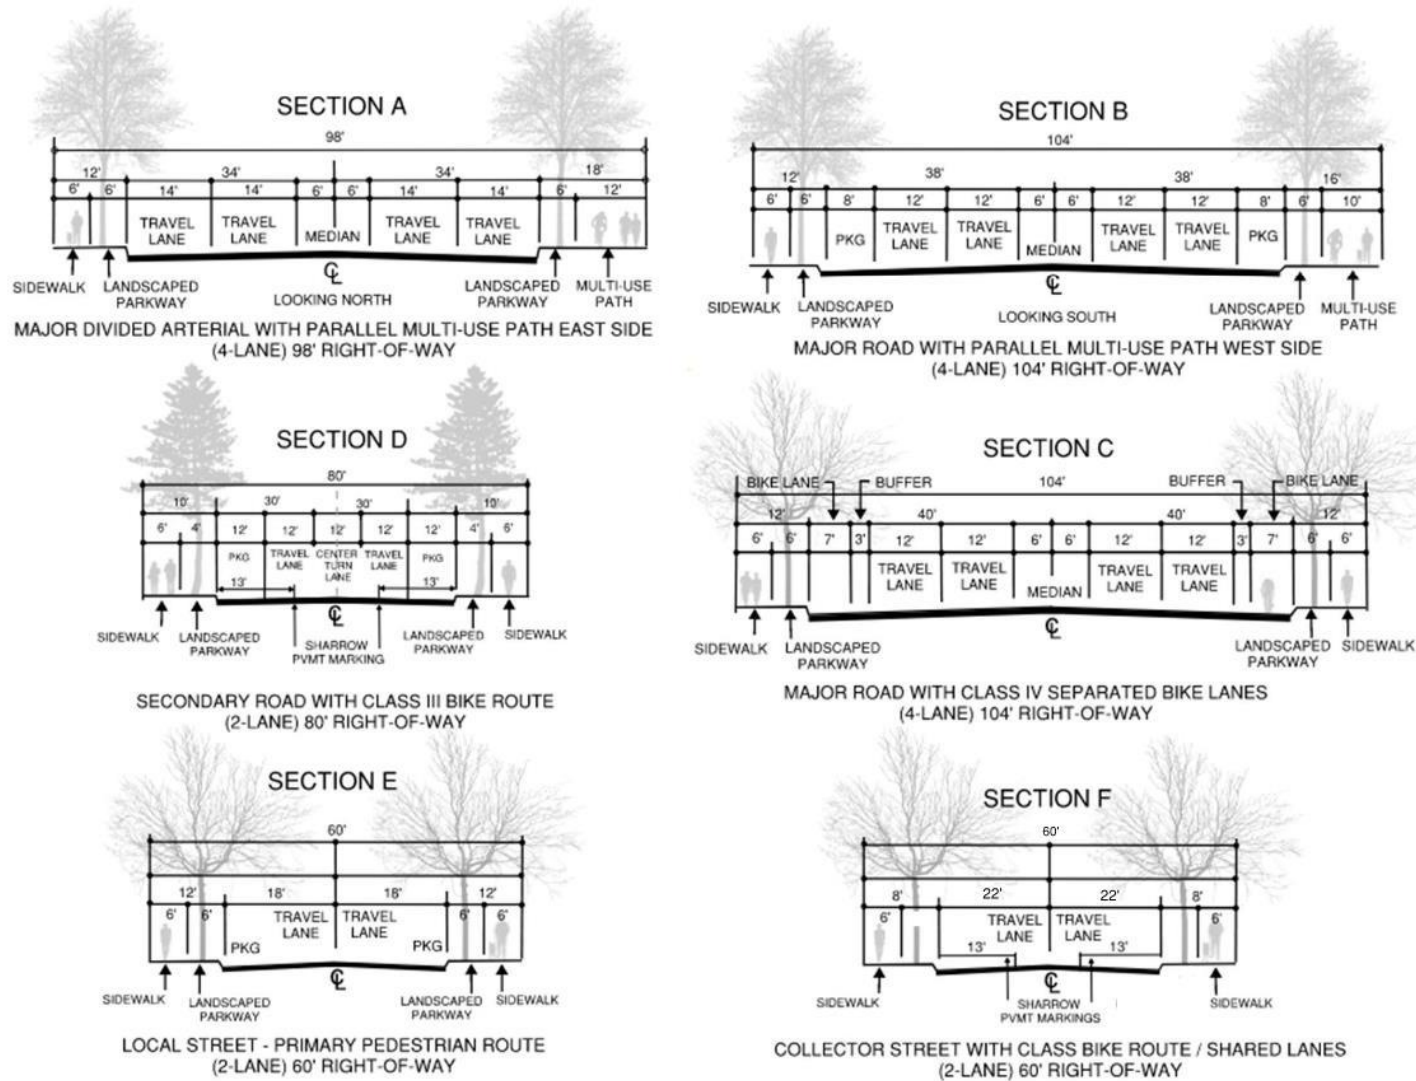 SECTION A
98'
12' 34' 34' 18'
6' 6' 14' 14' 6' 6' 14' 14' 6' 12'
TRAVEL LANE
TRAVEL LANE
MEDIAN
TRAVEL LANE
TRAVEL LANE
CL
SIDEWALK
LANDSCAPED
PARKWAY
LOOKING NORTH
LANDSCAPED
PARKWAY
MULTI-USE
PATH
MAJOR DIVIDED ARTERIAL WITH PARALLEL MULTI-USE PATH EAST SIDE
(4-LANE) 98' RIGHT-OF-WAY
SECTION B
104'
12' 38' 38' 16'
6' 6' 8' 12' 12' 6' 6' 12' 12' 8' 6' 10'
PKG
TRAVEL LANE
TRAVEL LANE
MEDIAN
TRAVEL LANE
TRAVEL LANE
PKG
CL
SIDEWALK
LANDSCAPED
PARKWAY
LOOKING SOUTH
LANDSCAPED
PARKWAY
MULTI-USE
PATH
MAJOR ROAD WITH PARALLEL MULTI-USE PATH WEST SIDE
(4-LANE) 104' RIGHT-OF-WAY
SECTION D
80'
10' 30' 30' 10'
6' 4' 12' 12' 12' 12' 12' 4' 6'
PKG
TRAVEL
LANE
CENTER
TURN
LANE
TRAVEL
LANE
PKG
13' 13'
CL
SIDEWALK
LANDSCAPED
PARKWAY
SHARROW
PVMT MARKING
LANDSCAPED
PARKWAY
SIDEWALK
SECONDARY ROAD WITH CLASS III BIKE ROUTE
(2-LANE) 80' RIGHT-OF-WAY
SECTION C
BIKE LANE BUFFER 104' BUFFER BIKE LANE
12' 40' 40' 12'
6' 6' 7' 3' 12' 12' 6' 6' 12' 12' 3' 7' 6' 6'
TRAVEL
LANE
TRAVEL
LANE
MEDIAN
TRAVEL
LANE
TRAVEL
LANE
CL
SIDEWALK
LANDSCAPED
PARKWAY
LANDSCAPED
PARKWAY
SIDEWALK
MAJOR ROAD WITH CLASS IV SEPARATED BIKE LANES
(4-LANE) 104' RIGHT-OF-WAY
SECTION E
60'
12' 18' 18' 12'
6' 6' 6' 6'
TRAVEL
LANE
TRAVEL
LANE
PKG PKG
CL
SIDEWALK
LANDSCAPED
PARKWAY
LANDSCAPED
PARKWAY
SIDEWALK
LOCAL STREET - PRIMARY PEDESTRIAN ROUTE
(2-LANE) 60' RIGHT-OF-WAY
SECTION F
60'
8' 22' 22' 8'
6' 6'
TRAVEL
LANE
TRAVEL
LANE
13' 13'
CL
SIDEWALK
SHARROW
PVMT MARKINGS
SIDEWALK
COLLECTOR STREET WITH CLASS BIKE ROUTE / SHARED LANES
(2-LANE) 60' RIGHT-OF-WAY